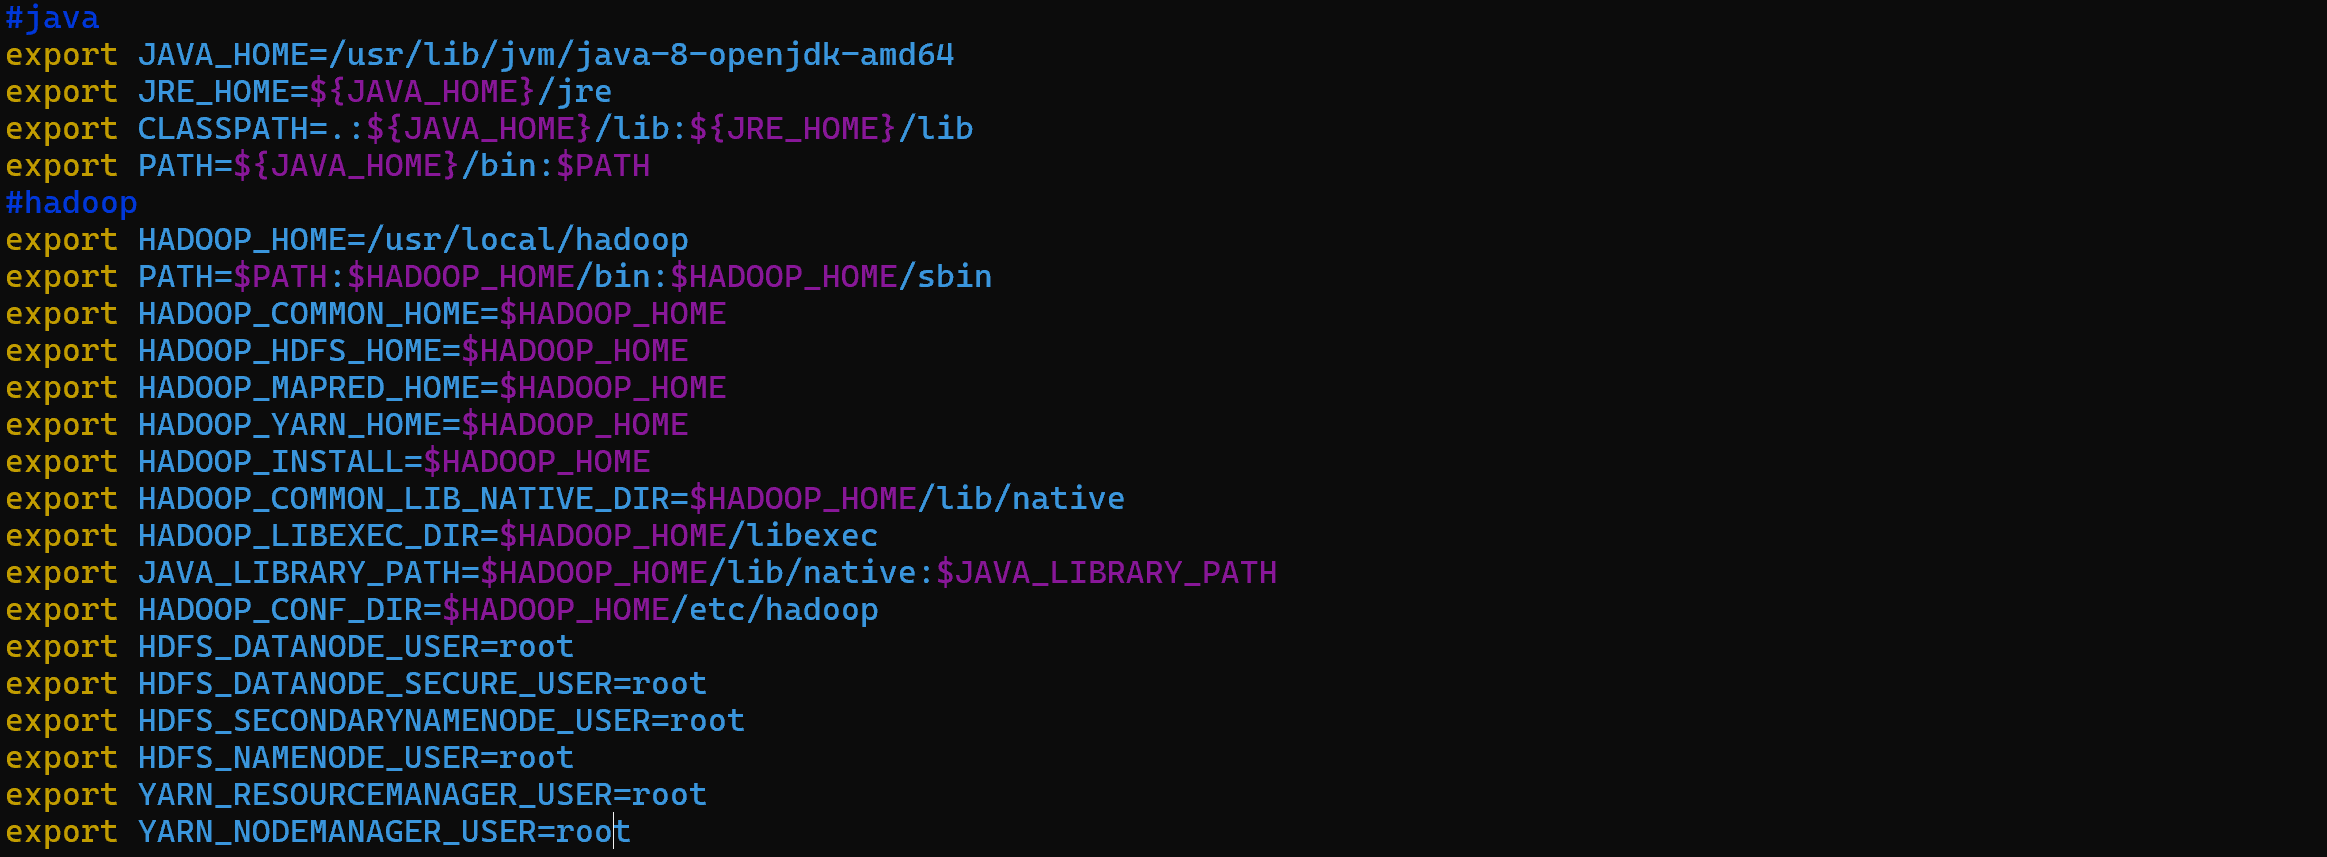 #java
export JAVA_HOME=/usr/lib/jvm/java-8-openjdk-amd64
export JRE_HOME=${JAVA_HOME}/jre
export CLASSPATH=.:${JAVA_HOME}/lib:${JRE_HOME}/lib
export PATH=${JAVA_HOME}/bin:$PATH
#hadoop
export HADOOP_HOME=/usr/local/hadoop
export PATH=$PATH:$HADOOP_HOME/bin:$HADOOP_HOME/sbin
export HADOOP_COMMON_HOME=$HADOOP_HOME
export HADOOP_HDFS_HOME=$HADOOP_HOME
export HADOOP_MAPRED_HOME=$HADOOP_HOME
export HADOOP_YARN_HOME=$HADOOP_HOME
export HADOOP_INSTALL=$HADOOP_HOME
export HADOOP_COMMON_LIB_NATIVE_DIR=$HADOOP_HOME/lib/native
export HADOOP_LIBEXEC_DIR=$HADOOP_HOME/libexec
export JAVA_LIBRARY_PATH=$HADOOP_HOME/lib/native:$JAVA_LIBRARY_PATH
export HADOOP_CONF_DIR=$HADOOP_HOME/etc/hadoop
export HDFS_DATANODE_USER=root
export HDFS_DATANODE_SECURE_USER=root
export HDFS_SECONDARYNAMENODE_USER=root
export HDFS_NAMENODE_USER=root
export YARN_RESOURCEMANAGER_USER=root
export YARN_NODEMANAGER_USER=root